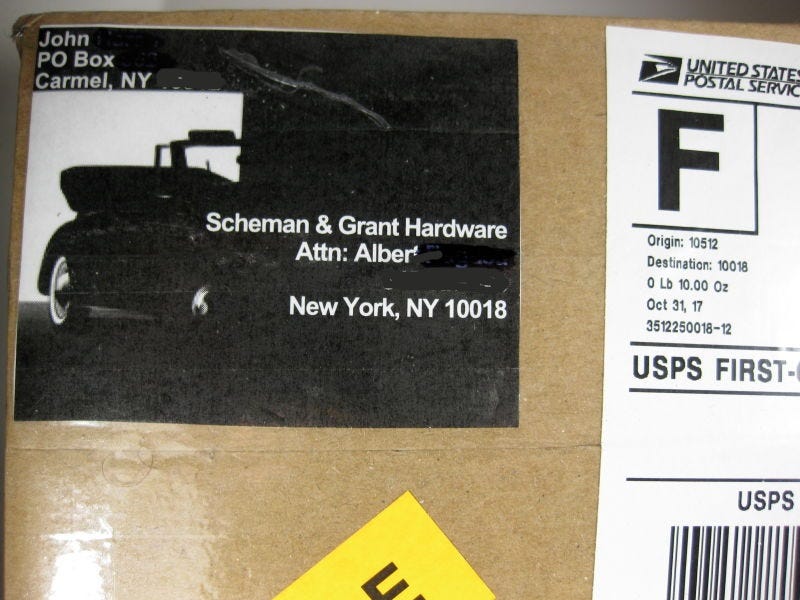 John
PO Box
Carmel, NY
Scheman & Grant Hardware
Attn: Albert
New York, NY 10018
UNITED STATES
POSTAL SERVIC
F
Origin: 10512
Destination: 10018
0 Lb 10.00 Oz
Oct 31, 17
3512250018-12
USPS FIRST-
USPS